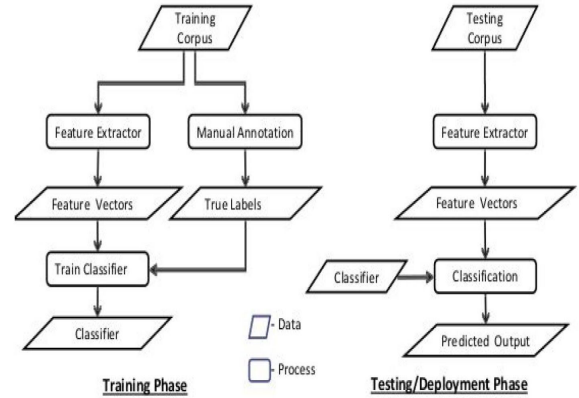 Training
Corpus
Feature Extractor
Manual Annotation
Feature Vectors
True Labels
Train Classifier
Classifier
Training Phase
- Data
- Process
Testing
Corpus
Feature Extractor
Feature Vectors
Classifier
Classification
Predicted Output
Testing/Deployment Phase